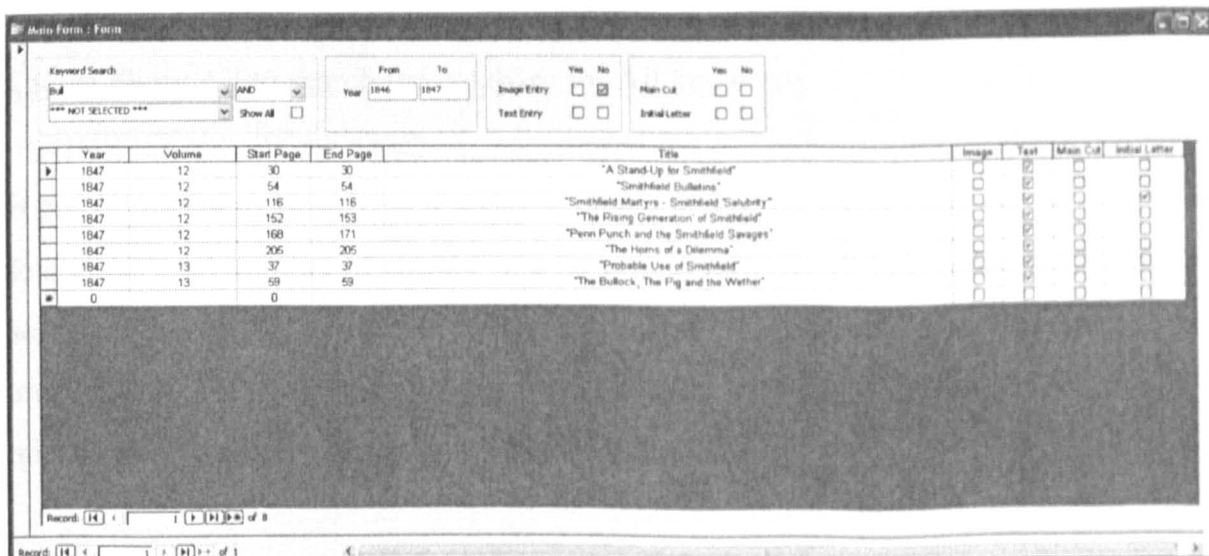 Main Form : Form
Keyword Search
Bull AND
*** NOT SELECTED *** Show All
From To
Year 1846 1847
Yes No
Image Entry
Text Entry
Yes No
Main Cut
Initial Letter
Year Volume Start Page End Page Title Image Text Main Cut Initial Letter
1847 12 30 30 "A Stand-Up for Smithfield"
1847 12 54 54 "Smithfield Bulletins"
1847 12 116 116 "Smithfield Martyrs - Smithfield 'Salubrity'"
1847 12 152 153 "The Rising Generation' of Smithfield"
1847 12 168 171 "Penn Punch and the Smithfield Savages"
1847 12 205 205 "The Horns of a Dilemma"
1847 13 37 37 "Probable Use of Smithfield"
1847 13 59 59 "The Bullock, The Pig and the Wether"
0 0
Record: 1 of 8
Record: 1 of 1